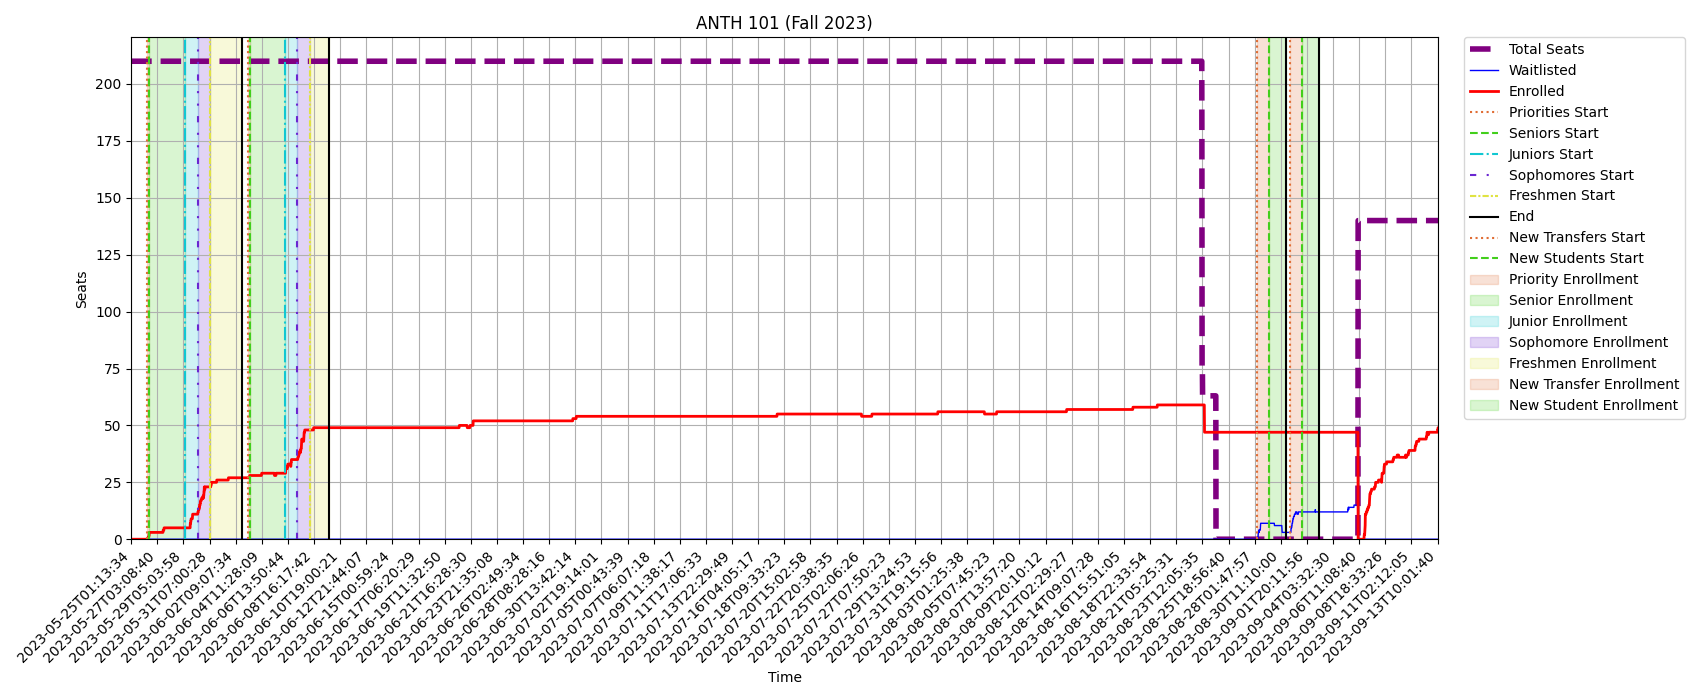 ANTH 101 (Fall 2023)
Seats
200
175
150
125
100
75
50
25
0
2023-05-25T01:13:34
2023-05-27T03:08:40
2023-05-29T05:03:58
2023-05-31T07:00:28
2023-06-02T09:07:34
2023-06-04T11:28:09
2023-06-06T13:50:44
2023-06-08T16:17:42
2023-06-10T19:00:21
2023-06-12T21:44:07
2023-06-15T00:59:24
2023-06-17T06:20:29
2023-06-19T11:32:50
2023-06-21T16:28:30
2023-06-23T21:35:08
2023-06-26T02:49:34
2023-06-28T08:28:16
2023-06-30T13:42:14
2023-07-02T19:14:01
2023-07-05T00:43:39
2023-07-07T06:07:18
2023-07-09T11:38:17
2023-07-11T17:06:33
2023-07-13T22:29:49
2023-07-16T04:05:17
2023-07-18T09:33:23
2023-07-20T15:02:58
2023-07-22T20:38:35
2023-07-25T02:06:26
2023-07-27T07:50:23
2023-07-29T13:24:53
2023-07-31T19:15:56
2023-08-03T01:25:38
2023-08-05T07:45:23
2023-08-07T13:57:20
2023-08-09T20:10:12
2023-08-12T02:29:27
2023-08-14T09:07:28
2023-08-16T15:51:05
2023-08-18T22:33:54
2023-08-21T05:25:31
2023-08-23T12:05:35
2023-08-25T18:56:40
2023-08-28T01:47:57
2023-08-30T11:10:00
2023-09-01T20:11:56
2023-09-04T03:32:30
2023-09-06T11:08:40
2023-09-08T18:33:26
2023-09-11T02:12:05
2023-09-13T10:01:40
Time
Total Seats
Waitlisted
Enrolled
Priorities Start
Seniors Start
Juniors Start
Sophomores Start
Freshmen Start
End
New Transfers Start
New Students Start
Priority Enrollment
Senior Enrollment
Junior Enrollment
Sophomore Enrollment
Freshmen Enrollment
New Transfer Enrollment
New Student Enrollment